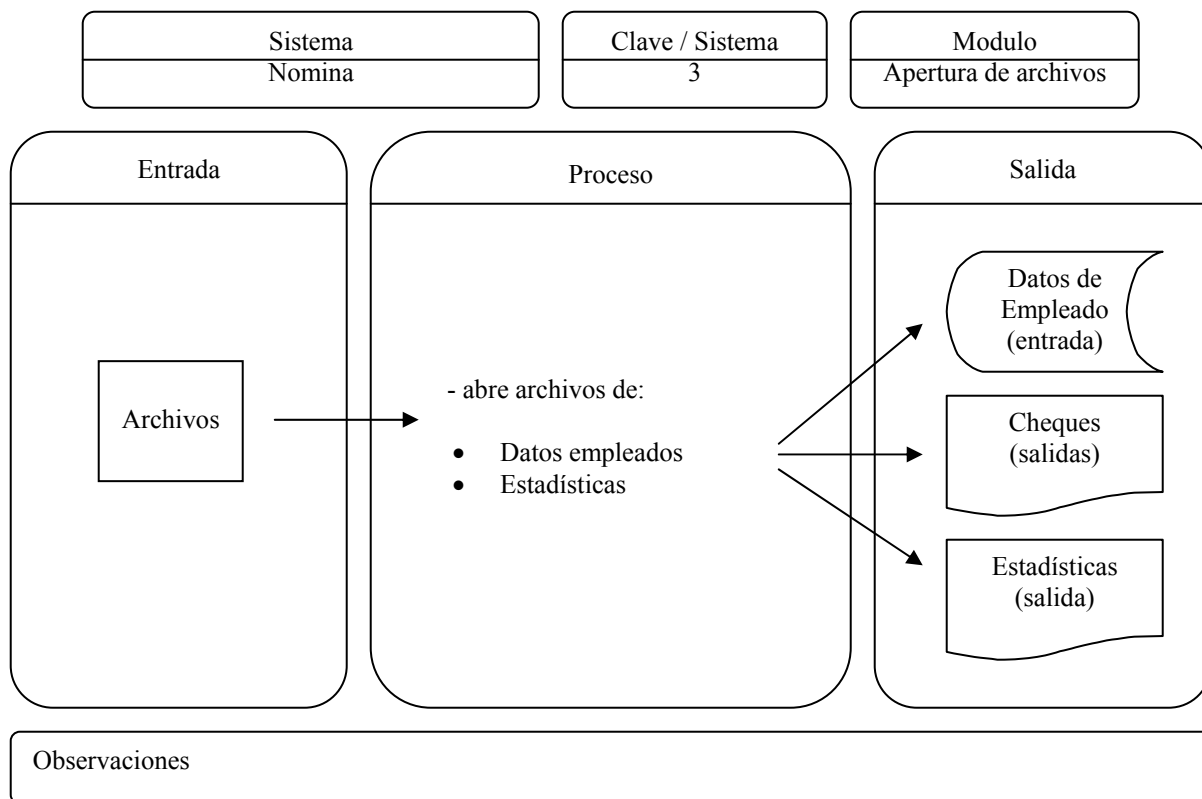 Sistema
Nomina
Clave / Sistema
3
Modulo
Apertura de archivos
Entrada
Archivos
Proceso
- abre archivos de:
• Datos empleados
• Estadísticas
Salida
Datos de
Empleado
(entrada)
Cheques
(salidas)
Estadísticas
(salida)
Observaciones